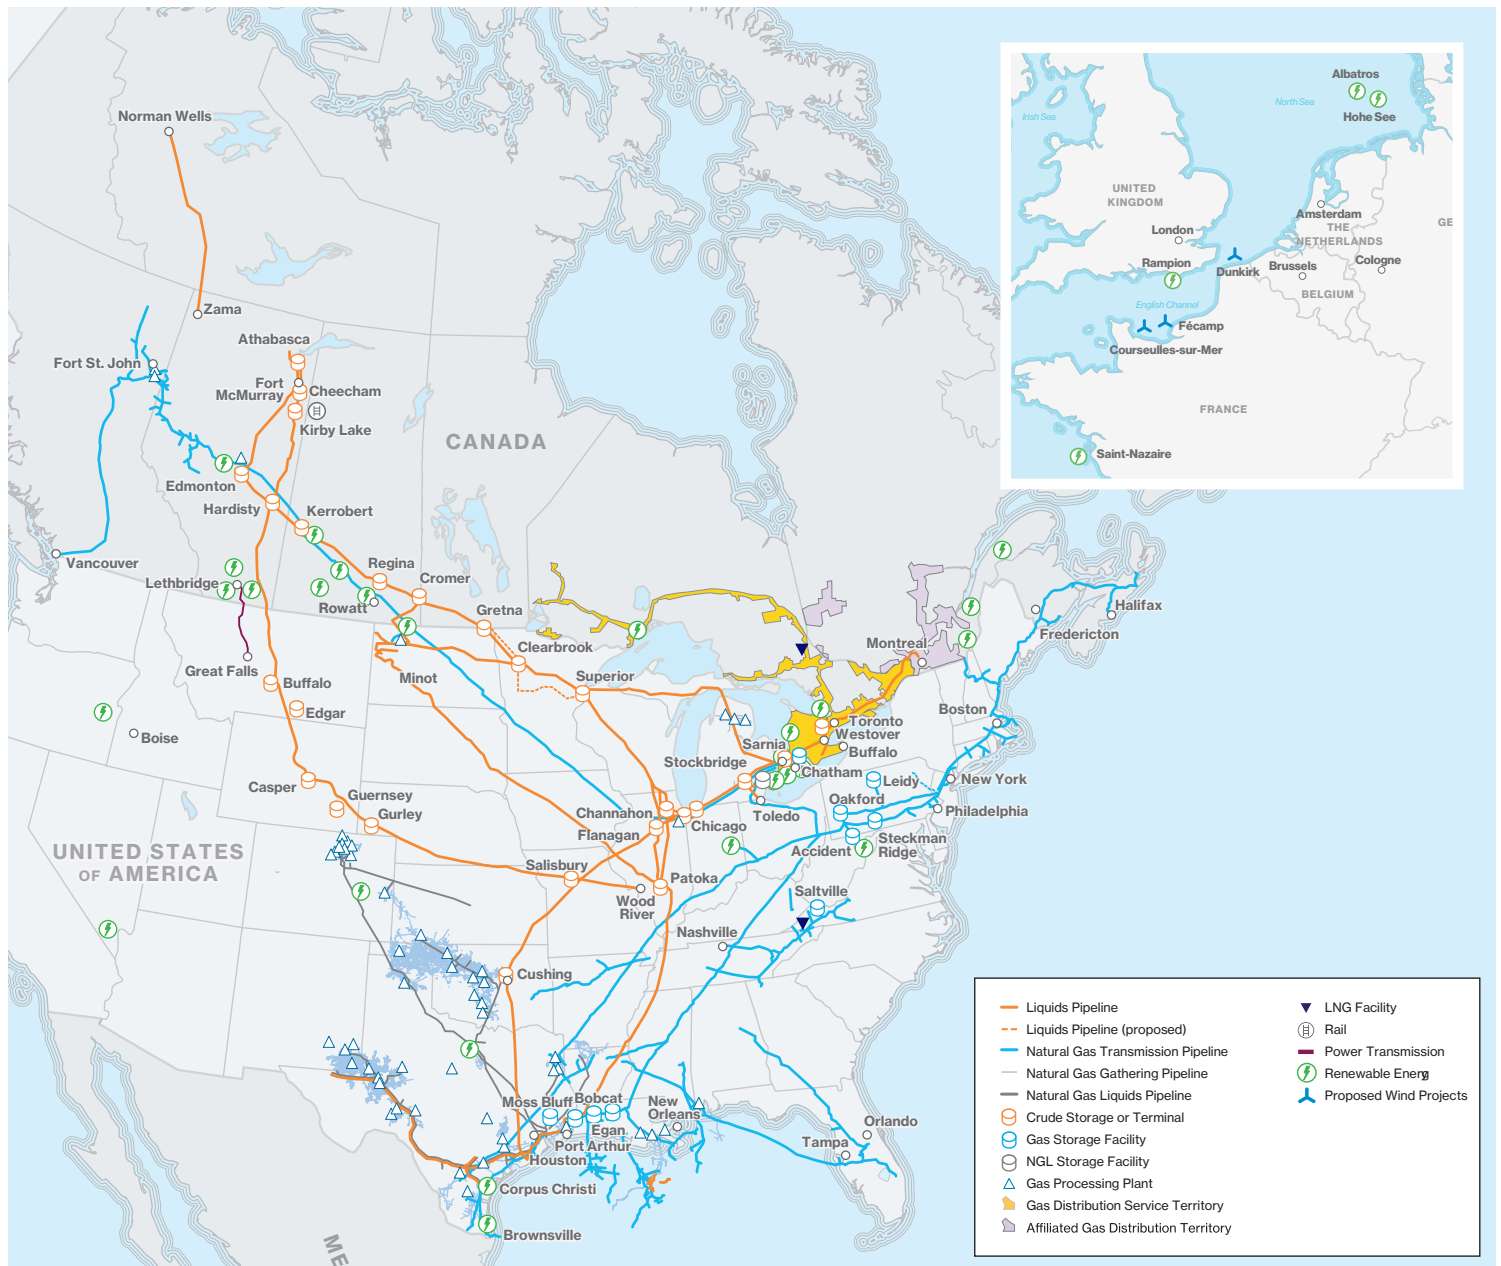 Norman Wells
Zama
Athabasca
Fort St. John
Fort
McMurray
Cheecham
Kirby Lake
CANADA
Edmonton
Hardisty
Kerrobert
Vancouver
Regina
Lethbridge
Cromer
Rowatt
Gretna
Clearbrook
Great Falls
Minot
Superior
Buffalo
Edgar
Boise
Montreal
Halifax
Fredericton
Boston
Toronto
Westover
Buffalo
Sarnia
Stockbridge
Chatham
Leidy
New York
Casper
Guernsey
Gurley
Channahon
Flanagan
Chicago
Toledo
Oakford
Philadelphia
Accident
Steckman
Ridge
UNITED STATES
OF AMERICA
Salisbury
Patoka
Wood
River
Saltville
Nashville
Cushing
Moss Bluff
Bobcat
Egan
New
Orleans
Port Arthur
Houston
Corpus Christi
Brownsville
Tampa
Orlando
ME
Albatros
Hohe See
North Sea
Irish Sea
UNITED
KINGDOM
London
Rampion
Amsterdam
THE
NETHERLANDS
GE
Dunkirk
Brussels
Cologne
BELGIUM
English Channel
Fécamp
Courseulles-sur-Mer
FRANCE
Saint-Nazaire
Liquids Pipeline
Liquids Pipeline (proposed)
Natural Gas Transmission Pipeline
Natural Gas Gathering Pipeline
Natural Gas Liquids Pipeline
Crude Storage or Terminal
Gas Storage Facility
NGL Storage Facility
Gas Processing Plant
Gas Distribution Service Territory
Affiliated Gas Distribution Territory
LNG Facility
Rail
Power Transmission
Renewable Energy
Proposed Wind Projects